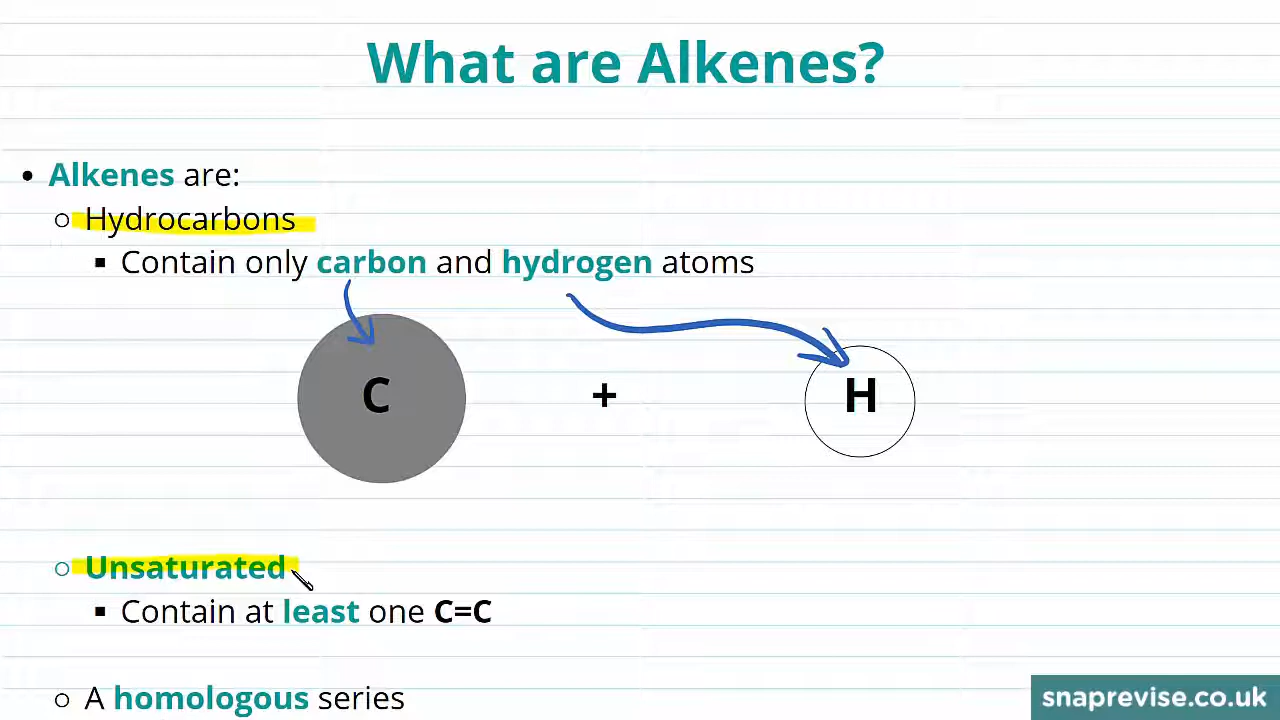 What are Alkenes?
• Alkenes are:
○ Hydrocarbons
▪ Contain only carbon and hydrogen atoms
C + H
○ Unsaturated
▪ Contain at least one C=C
○ A homologous series
snaprevise.co.uk